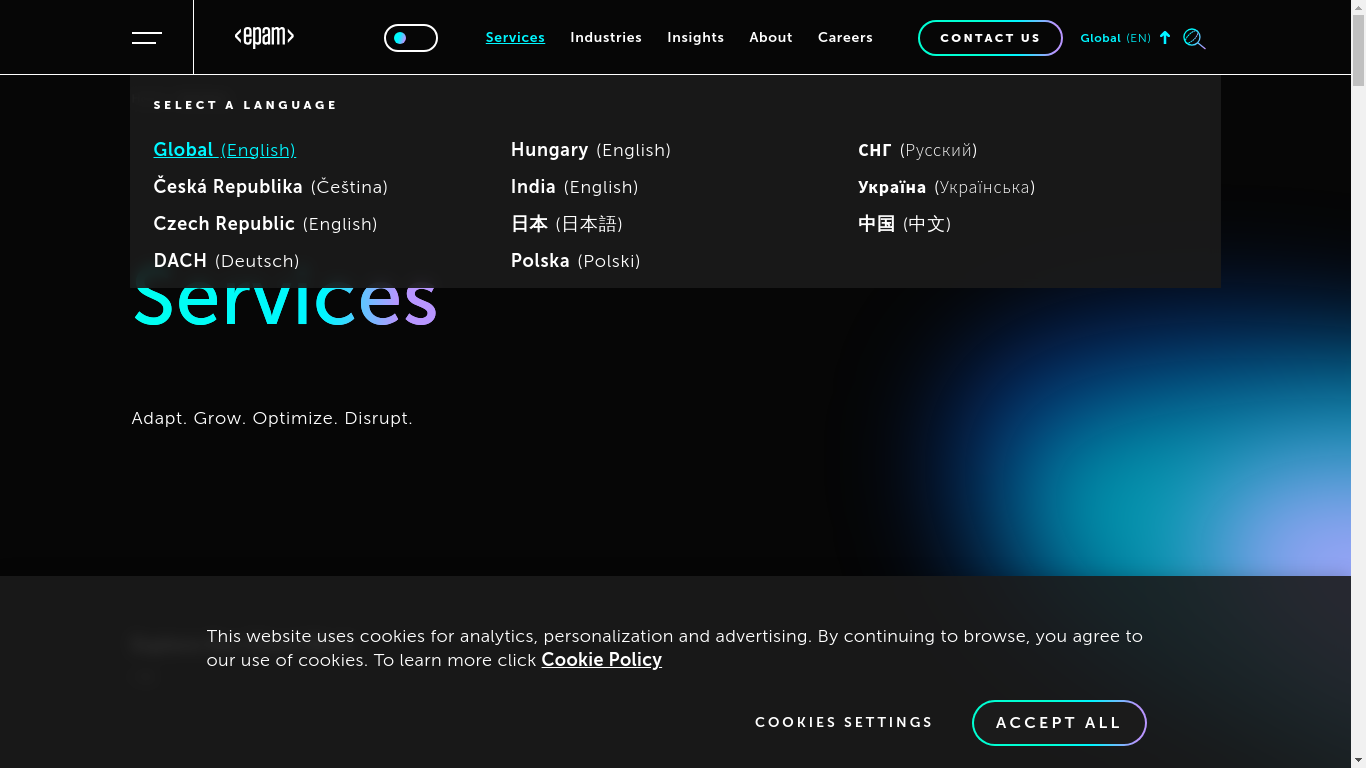 <epam>
Services Industries Insights About Careers
CONTACT US
Global (EN)
SELECT A LANGUAGE
Global (English)
Česká Republika (Čeština)
Czech Republic (English)
DACH (Deutsch)
Hungary (English)
India (English)
日本 (日本語)
Polska (Polski)
СНГ (Русский)
Україна (Українська)
中国 (中文)
Services
Adapt. Grow. Optimize. Disrupt.
This website uses cookies for analytics, personalization and advertising. By continuing to browse, you agree to
our use of cookies. To learn more click Cookie Policy
COOKIES SETTINGS
ACCEPT ALL